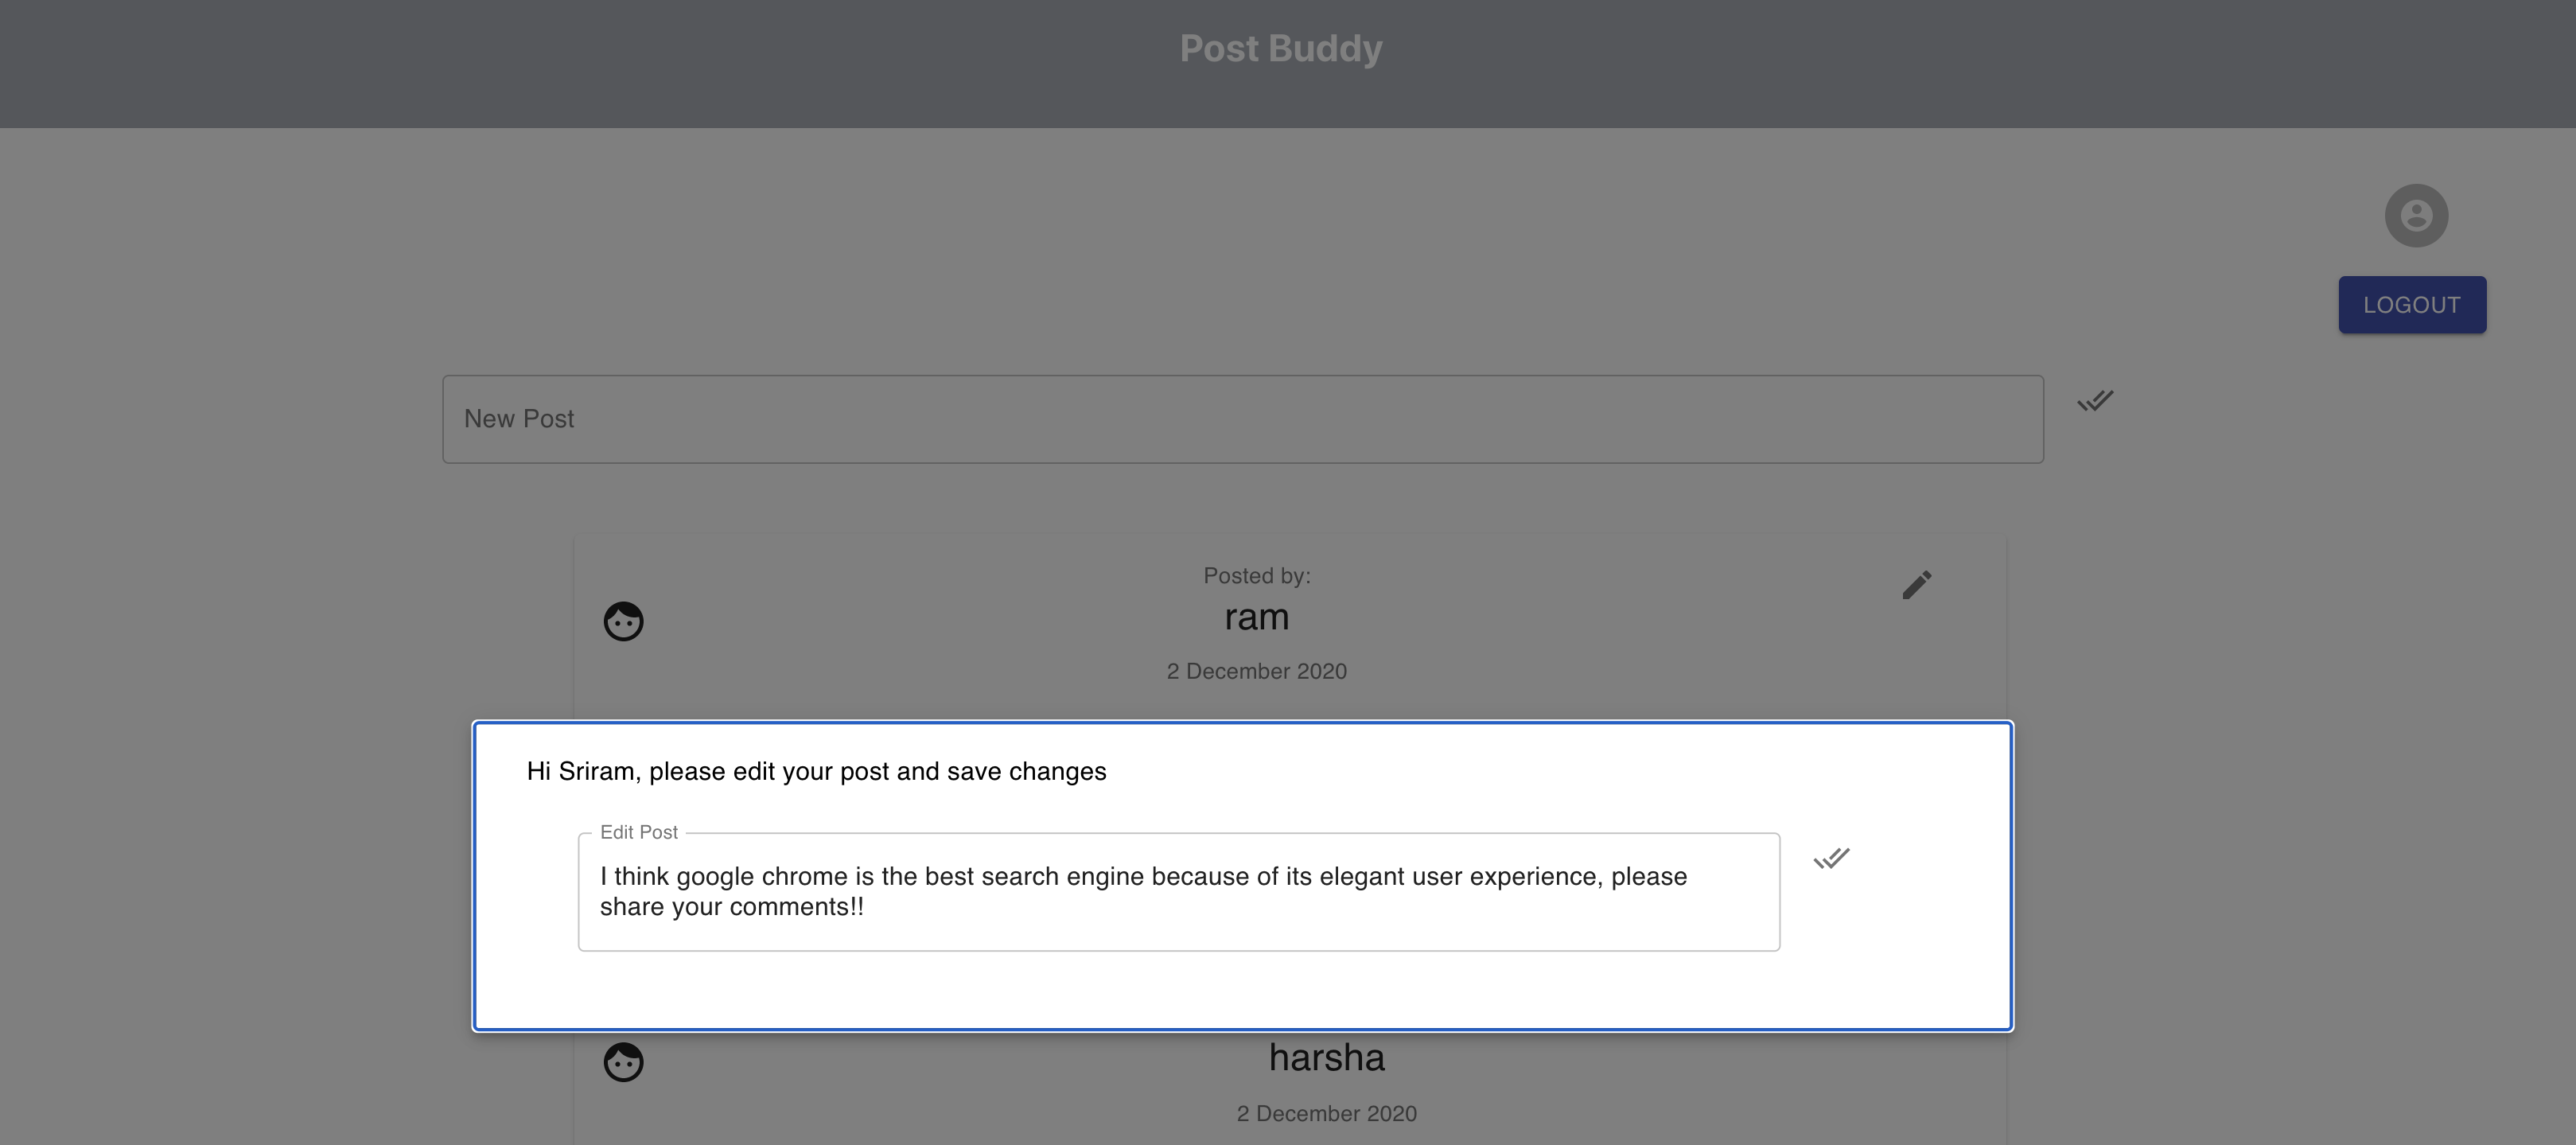 Post Buddy
LOGOUT
New Post
Posted by:
ram
2 December 2020
Hi Sriram, please edit your post and save changes
Edit Post
I think google chrome is the best search engine because of its elegant user experience, please
share your comments!!
harsha
2 December 2020